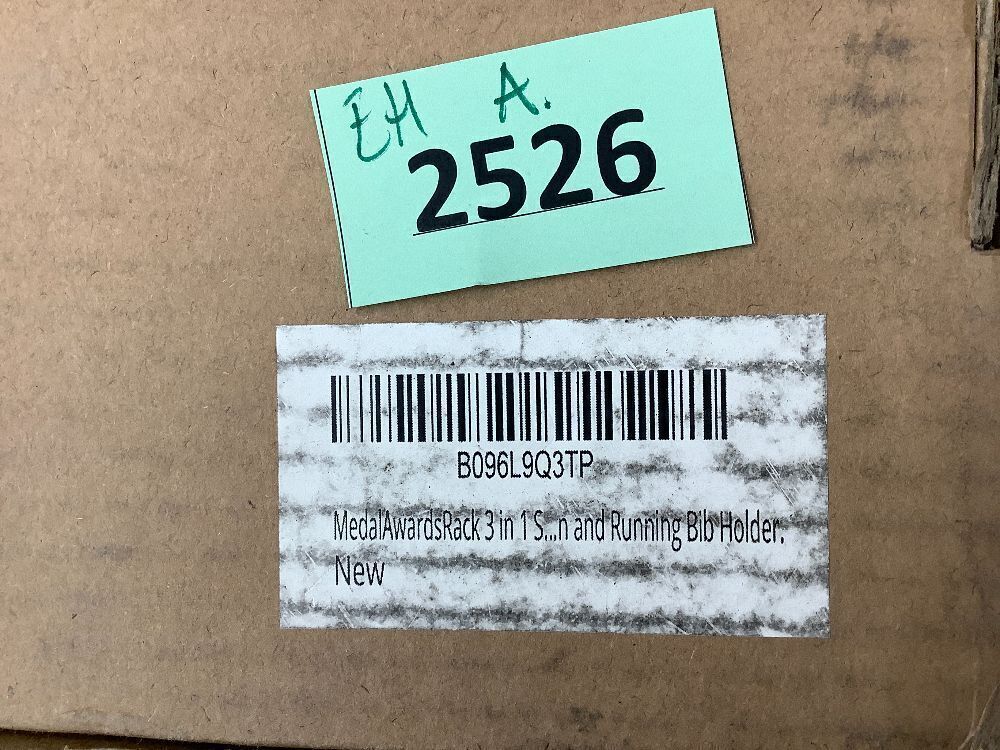 EH A.
2526
B096L9Q3TP
MedalAwardsRack 3 in 1 S...n and Running Bib Holder.
New